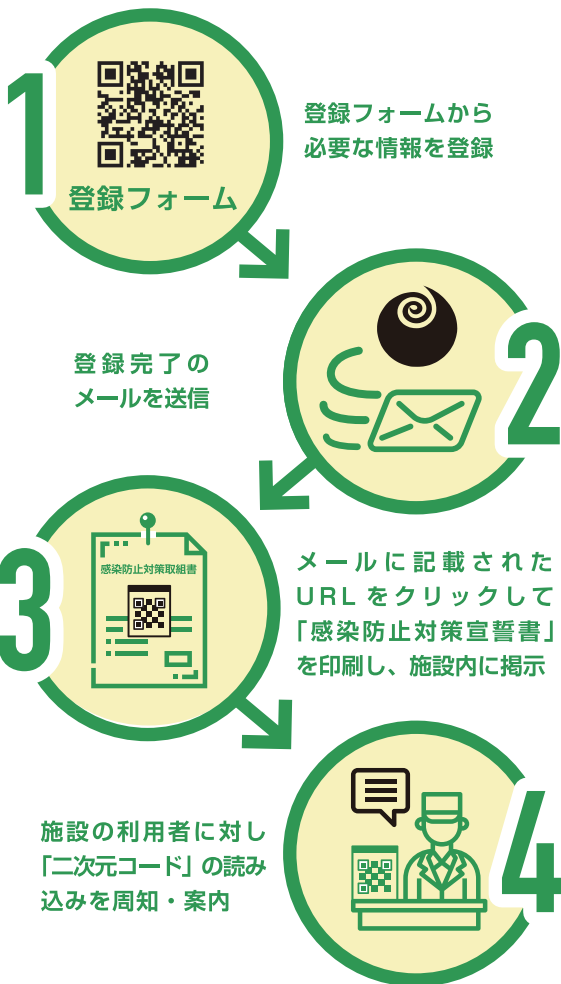 1
登録フォーム
登録フォームから
必要な情報を登録
2
登録完了の
メールを送信
3
感染防止対策取組書
メールに記載された
URLをクリックして
「感染防止対策宣誓書」
を印刷し、施設内に掲示
4
施設の利用者に対し
「二次元コード」の読み
込みを周知・案内